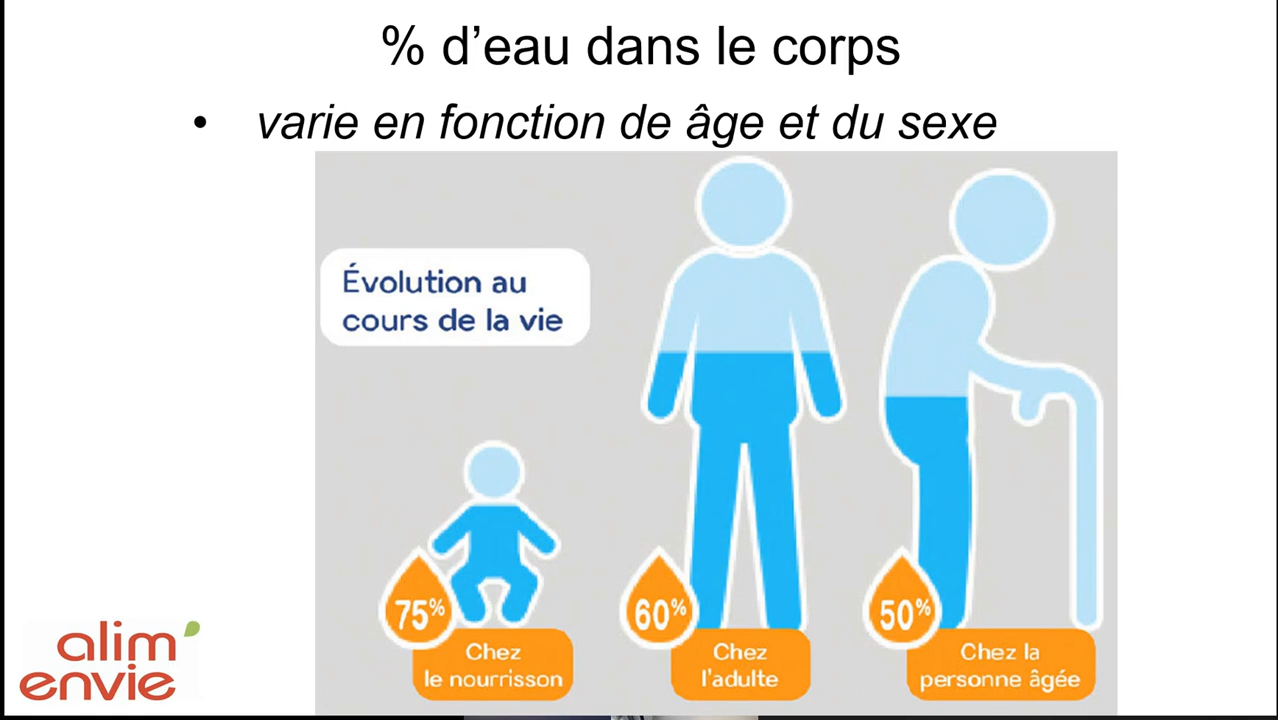 % d’eau dans le corps
• varie en fonction de âge et du sexe
Évolution au
cours de la vie
75%
Chez
le nourrisson
60%
Chez
l'adulte
50%
Chez la
personne âgée
alim'
envie